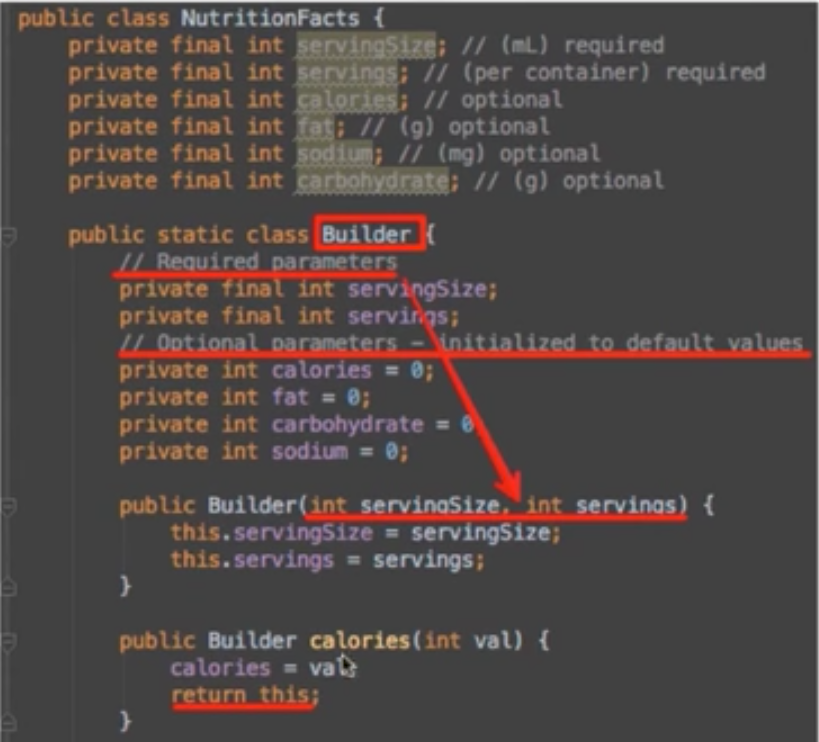 public class NutritionFacts {
private final int servingSize; // (mL) required
private final int servings; // (per container) required
private final int calories; // optional
private final int fat; // (g) optional
private final int sodium; // (mg) optional
private final int carbohydrate; // (g) optional
public static class Builder {
// Required parameters
private final int servingSize;
private final int servings;
// Optional parameters – initialized to default values
private int calories = 0;
private int fat = 0;
private int carbohydrate = 0
private int sodium = 0;
public Builder(int servingSize, int servings) {
this.servingSize = servingSize;
this.servings = servings;
}
public Builder calories(int val) {
calories = val
return this;
}